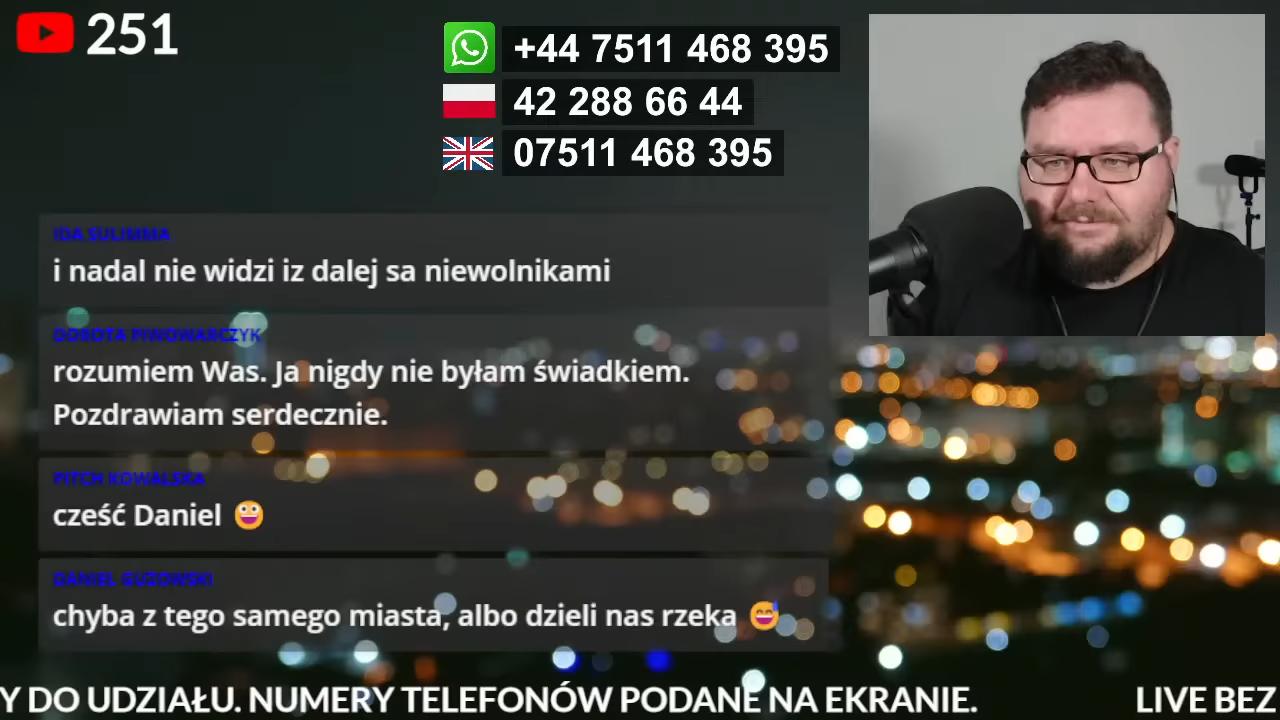 251
+44 7511 468 395
42 288 66 44
07511 468 395
IDA SULIMMA
i nadal nie widzi iz dalej sa niewolnikami
DOROTA PIWOWARCZYK
rozumiem Was. Ja nigdy nie byłam świadkiem.
Pozdrawiam serdecznie.
PITCH KOWALSKA
cześć Daniel
DANIEL GUZOWSKI
chyba z tego samego miasta, albo dzieli nas rzeka
Y DO UDZIAŁU. NUMERY TELEFONÓW PODANE NA EKRANIE. LIVE BEZ